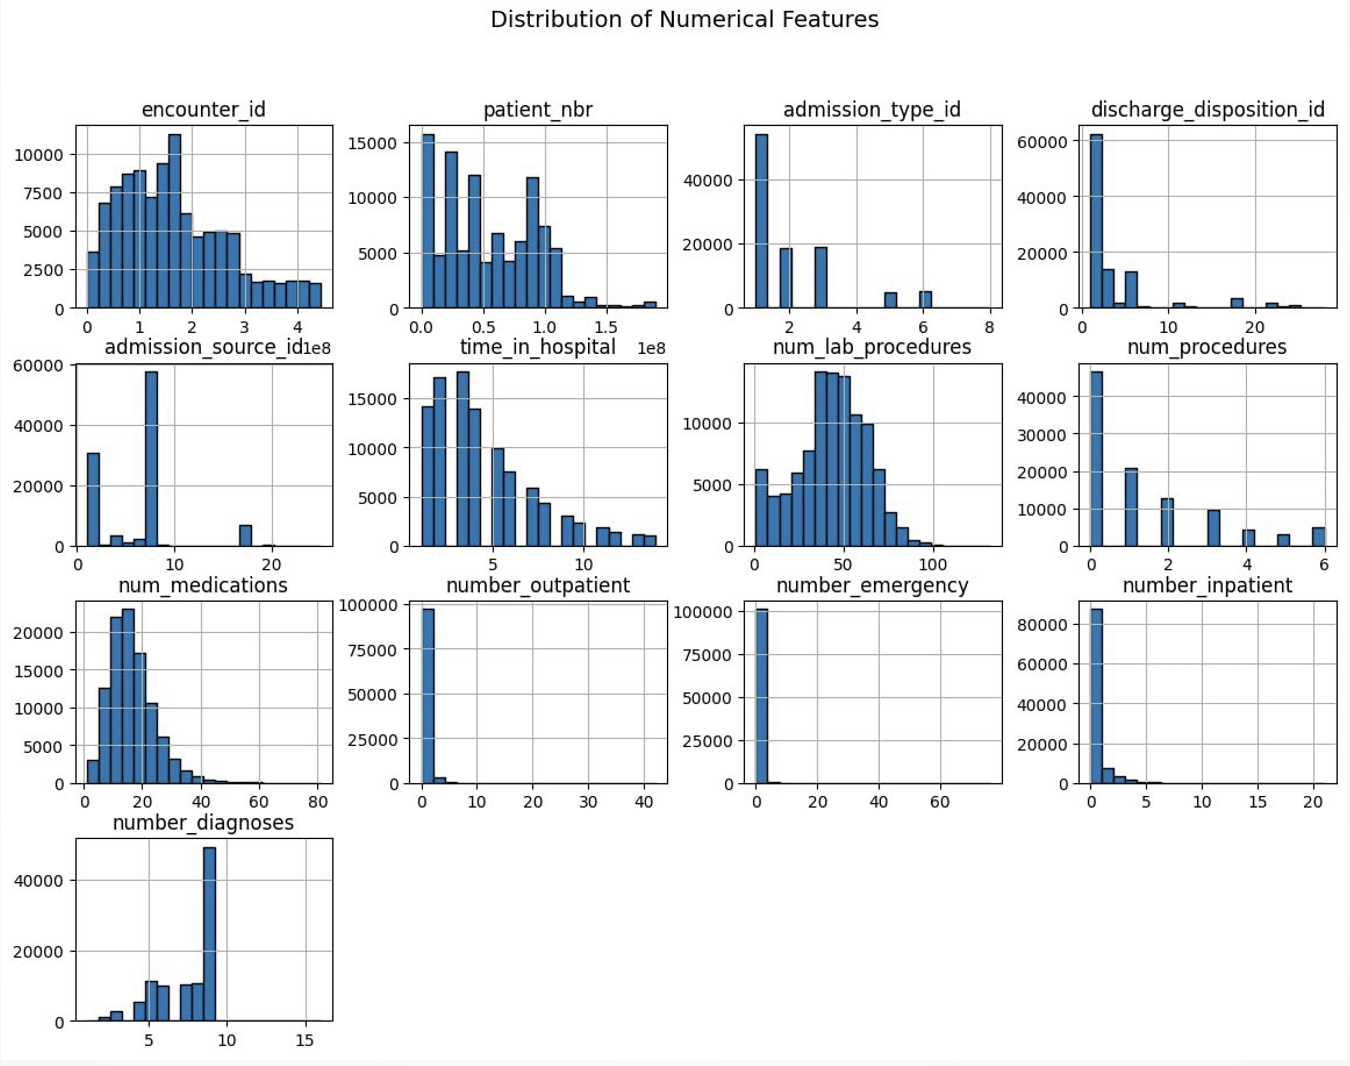 Distribution of Numerical Features
encounter_id
patient_nbr
admission_type_id
discharge_disposition_id
10000
7500
5000
2500
0
0 1 2 3 4
1e8
15000
10000
5000
0
0.0 0.5 1.0 1.5
1e8
40000
20000
0
2 4 6 8
60000
40000
20000
0
0 10 20
admission_source_id
time_in_hospital
num_lab_procedures
num_procedures
60000
40000
20000
0
0 10 20
15000
10000
5000
0
5 10
10000
5000
0
0 50 100
40000
30000
20000
10000
0
0 2 4 6
num_medications
number_outpatient
number_emergency
number_inpatient
20000
15000
10000
5000
0
0 20 40 60 80
100000
75000
50000
25000
0
0 10 20 30 40
100000
75000
50000
25000
0
0 20 40 60
80000
60000
40000
20000
0
0 5 10 15 20
number_diagnoses
40000
20000
0
5 10 15